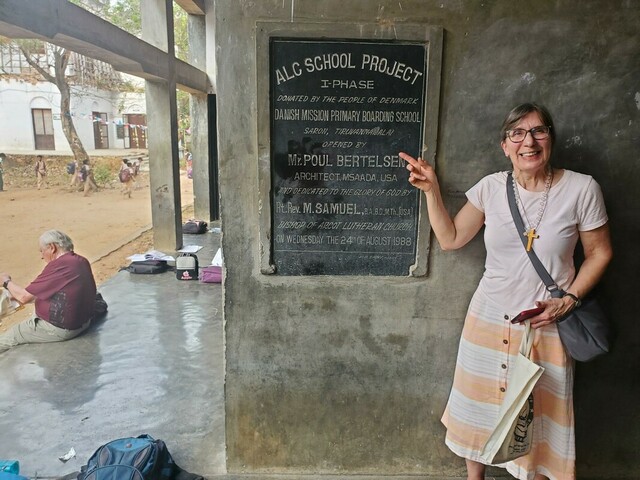 ALC SCHOOL PROJECT
I-PHASE
DONATED BY THE PEOPLE OF DENMARK
DANISH MISSION PRIMARY BOARDING SCHOOL
SARON, TIRUVANNAMALAI
OPENED BY
Mr. POUL BERTELSEN
ARCHITECT, MSAADA, USA
AND DEDICATED TO THE GLORY OF GOD BY
Rt. Rev. M. SAMUEL, B.A., B.D., M.Th., (USA
BISHOP OF ARCOT LUTHERAN CHURCH
ON WEDNESDAY THE 24TH OF AUGUST 1988